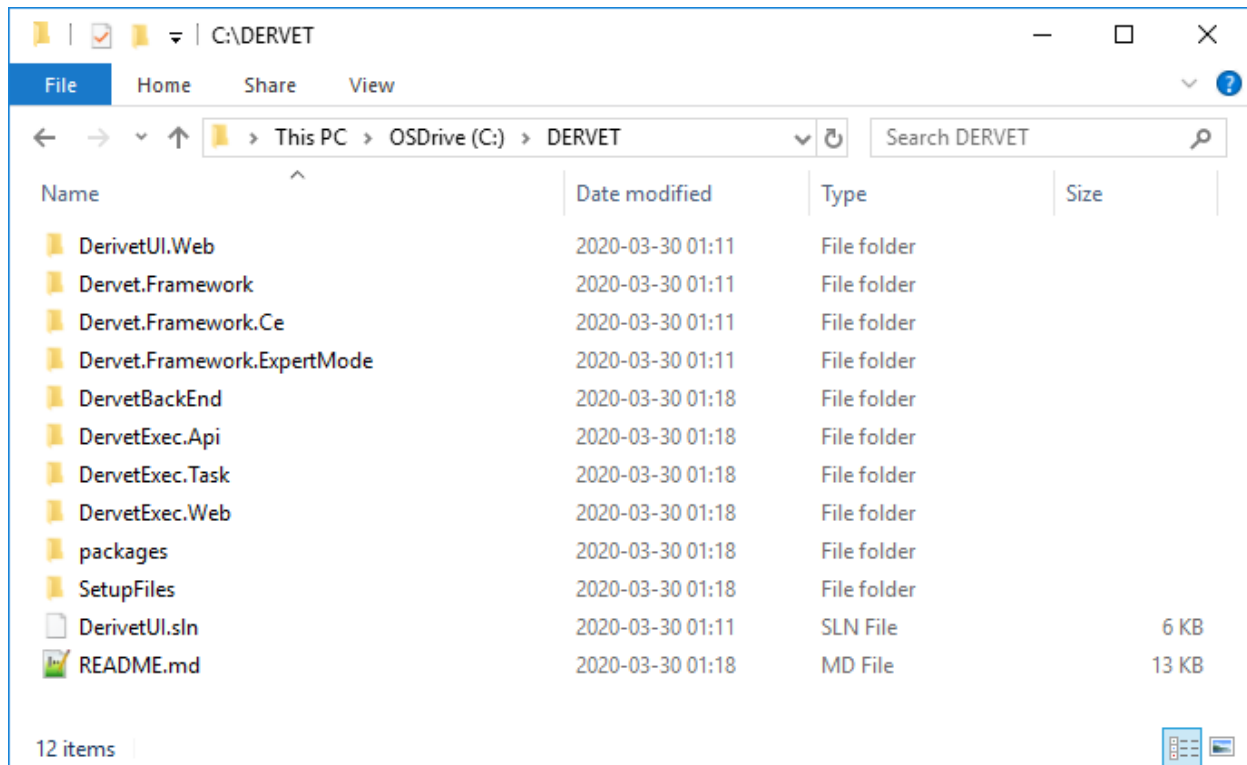 C:\DERVET
File Home Share View ?
This PC > OSDrive (C:) > DERVET Search DERVET
Name Date modified Type Size
DerivetUI.Web 2020-03-30 01:11 File folder
Dervet.Framework 2020-03-30 01:11 File folder
Dervet.Framework.Ce 2020-03-30 01:11 File folder
Dervet.Framework.ExpertMode 2020-03-30 01:11 File folder
DervetBackEnd 2020-03-30 01:18 File folder
DervetExec.Api 2020-03-30 01:18 File folder
DervetExec.Task 2020-03-30 01:18 File folder
DervetExec.Web 2020-03-30 01:18 File folder
packages 2020-03-30 01:18 File folder
SetupFiles 2020-03-30 01:18 File folder
DerivetUI.sln 2020-03-30 01:11 SLN File 6 KB
README.md 2020-03-30 01:18 MD File 13 KB
12 items